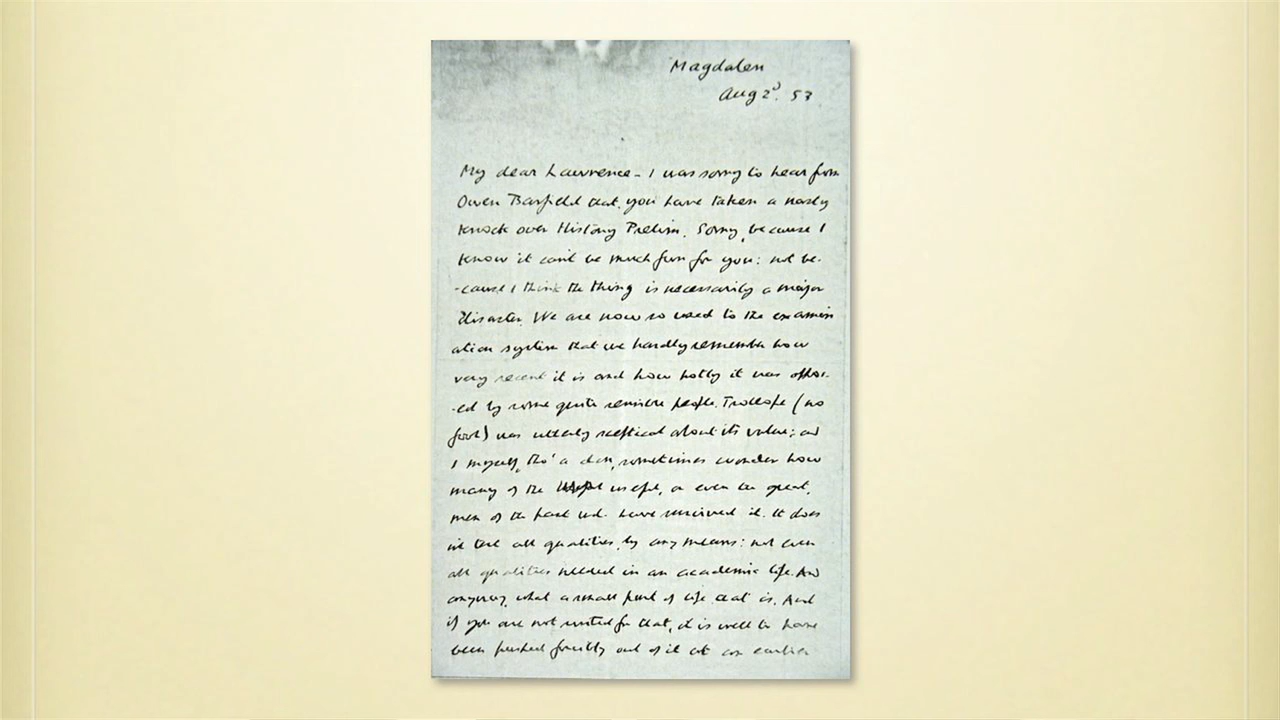 Magdalen
Aug 2d. 53
My dear Lawrence - I was sorry to hear from
Owen Barfield that you have taken a nasty
knock over History Prelim. Sorry, because I
know it can't be much fun for you: not be-
-cause I think the thing is necessarily a major
disaster. We are now so used to the examin
ation system that we hardly remember how
very recent it is and how hotly it was oppos-
-ed by some quite sensible people. Trollope (no
fool) was utterly sceptical about its value; and
I myself, tho' a don, sometimes wonder how
many of the useful, or even the great,
men of the past wd. have survived it. It does
n't test all qualities by any means: not even
all qualities needed in an academic life. And
anyway, what a small part of life that is. And
if you are not suited for that, it is well to have
been pushed forcibly out of it at an earlier